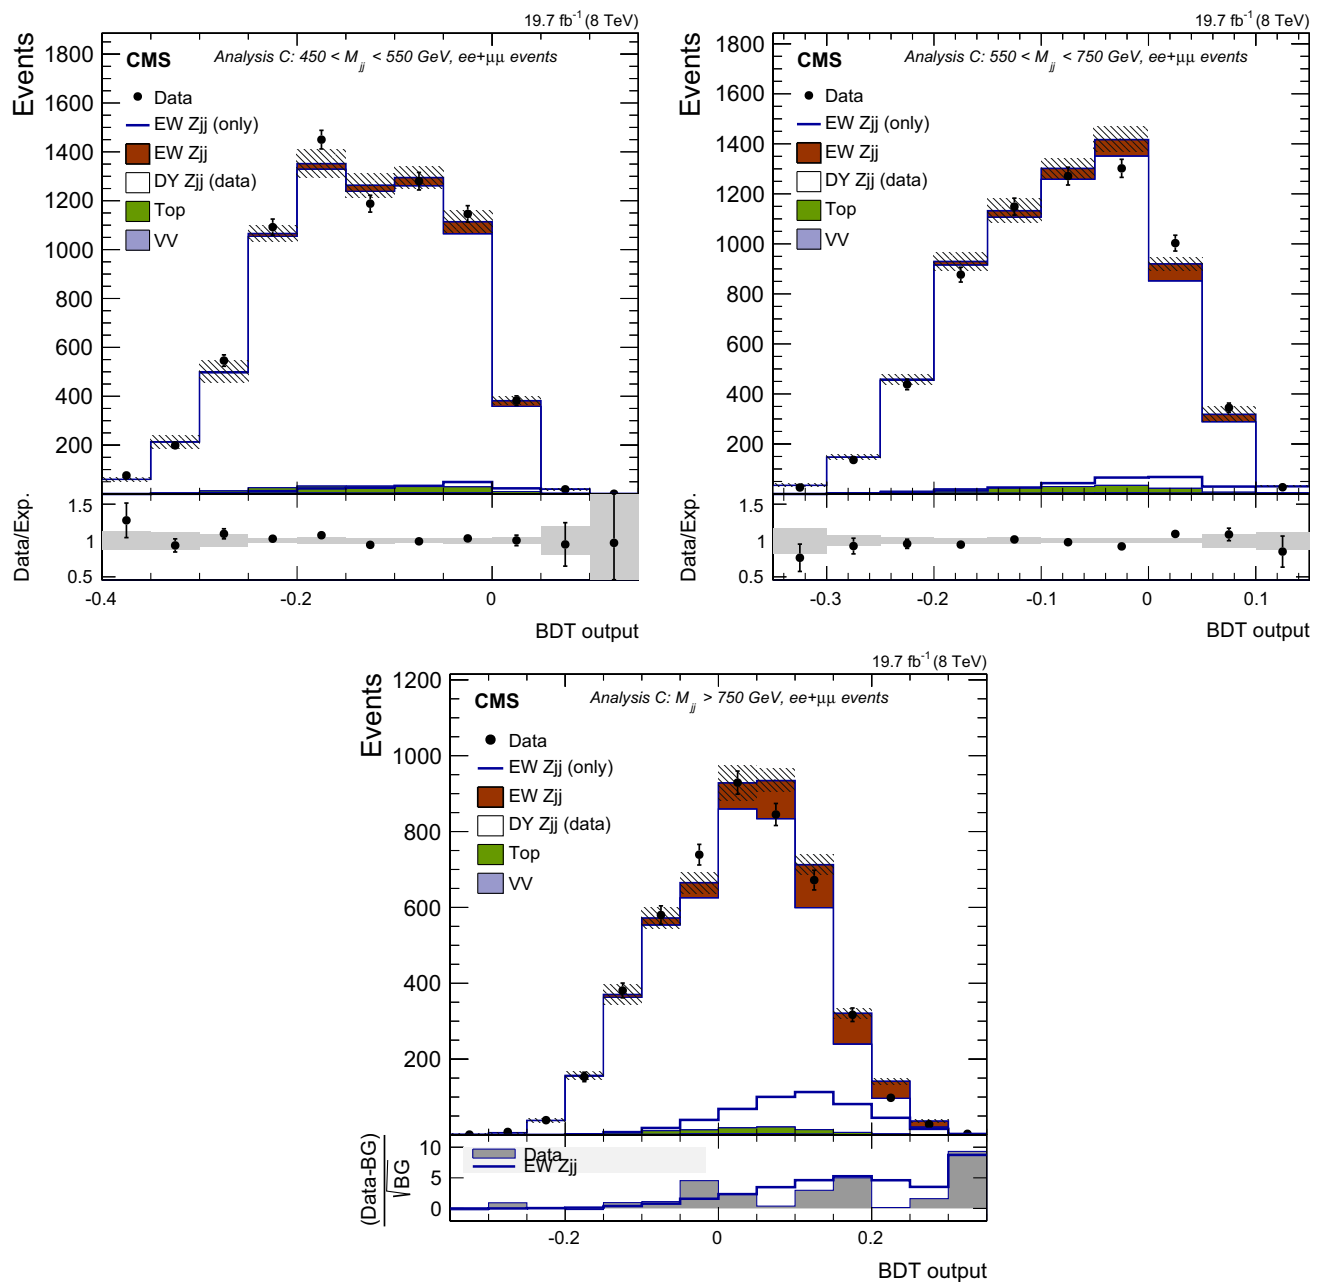 19.7 fb⁻¹ (8 TeV)
Events
CMS
Analysis C: 450 < M_jj < 550 GeV, ee+μμ events
Data
EW Zjj (only)
EW Zjj
DY Zjj (data)
Top
VV
1800
1600
1400
1200
1000
800
600
400
200
Data/Exp.
1.5
1
0.5
-0.4
-0.2
0
BDT output
19.7 fb⁻¹ (8 TeV)
Events
CMS
Analysis C: 550 < M_jj < 750 GeV, ee+μμ events
Data
EW Zjj (only)
EW Zjj
DY Zjj (data)
Top
VV
1800
1600
1400
1200
1000
800
600
400
200
Data/Exp.
1.5
1
0.5
-0.3
-0.2
-0.1
0
0.1
BDT output
19.7 fb⁻¹ (8 TeV)
Events
CMS
Analysis C: M_jj > 750 GeV, ee+μμ events
Data
EW Zjj (only)
EW Zjj
DY Zjj (data)
Top
VV
1200
1000
800
600
400
200
(Data-BG)
√BG
10
5
0
Data
EW Zjj
-0.2
0
0.2
BDT output